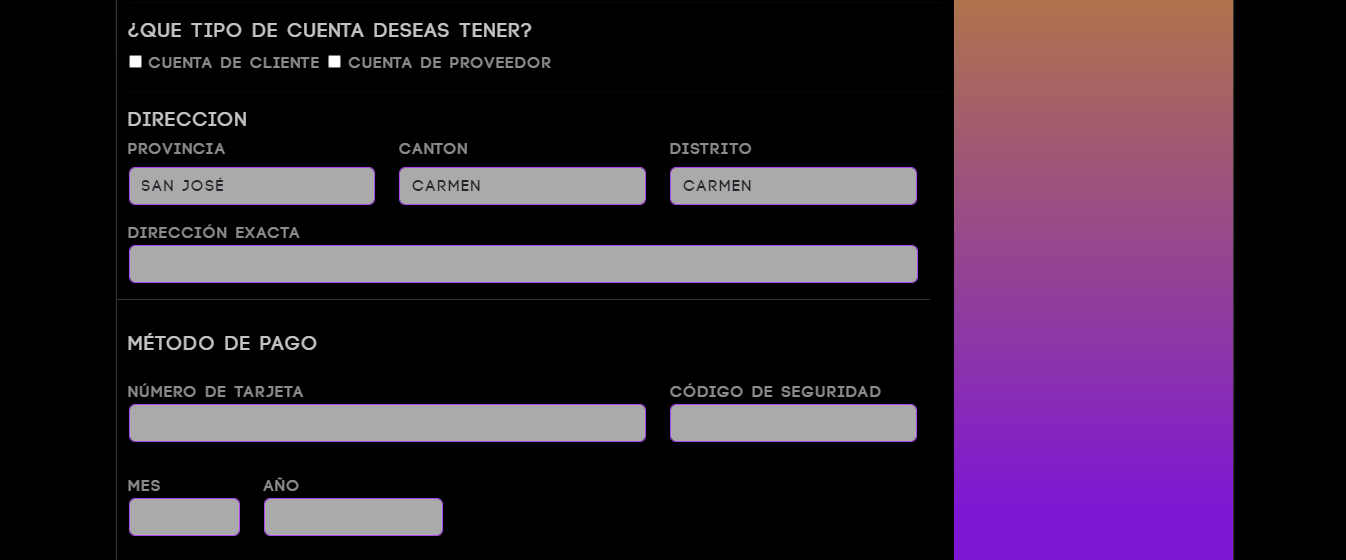 ¿QUE TIPO DE CUENTA DESEAS TENER?
CUENTA DE CLIENTE CUENTA DE PROVEEDOR
DIRECCION
PROVINCIA CANTON DISTRITO
SAN JOSÉ CARMEN CARMEN
DIRECCIÓN EXACTA
MÉTODO DE PAGO
NÚMERO DE TARJETA CÓDIGO DE SEGURIDAD
MES AÑO